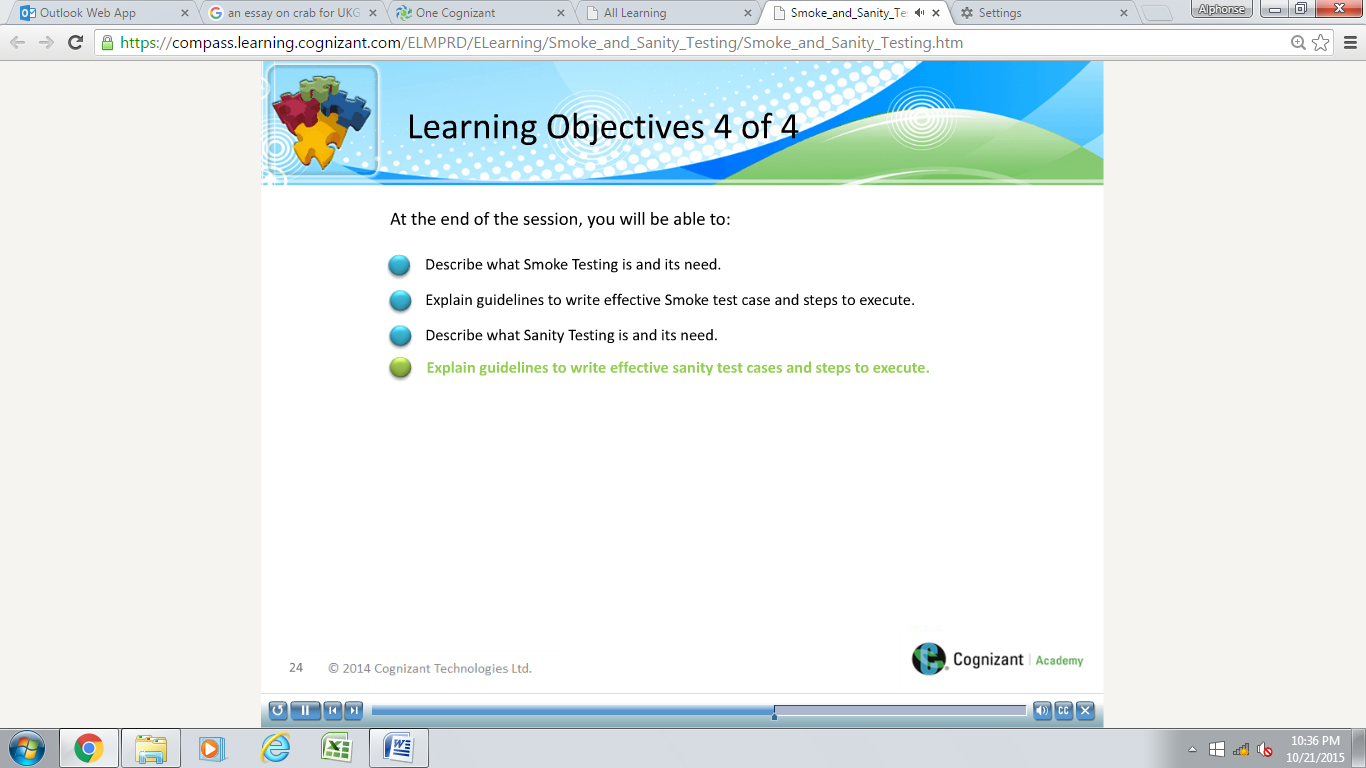 Outlook Web App
an essay on crab for UKG
One Cognizant
All Learning
Smoke_and_Sanity_Te
Settings
Alphonse
https://compass.learning.cognizant.com/ELMPRD/ELearning/Smoke_and_Sanity_Testing/Smoke_and_Sanity_Testing.htm
Learning Objectives 4 of 4
At the end of the session, you will be able to:
Describe what Smoke Testing is and its need.
Explain guidelines to write effective Smoke test case and steps to execute.
Describe what Sanity Testing is and its need.
Explain guidelines to write effective sanity test cases and steps to execute.
24 © 2014 Cognizant Technologies Ltd.
Cognizant | Academy
CC
10:36 PM
10/21/2015